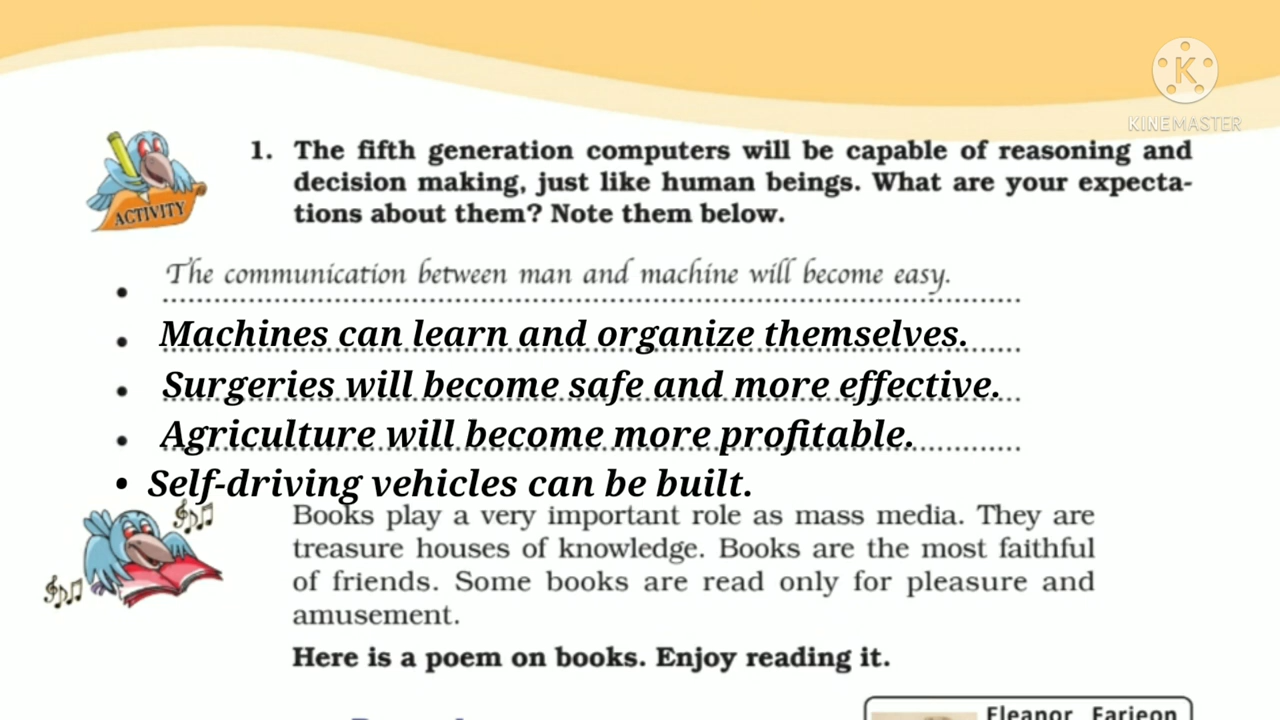 KINEMASTER
1. The fifth generation computers will be capable of reasoning and
decision making, just like human beings. What are your expecta-
tions about them? Note them below.
ACTIVITY
• The communication between man and machine will become easy.
• Machines can learn and organize themselves.
• Surgeries will become safe and more effective.
• Agriculture will become more profitable.
• Self-driving vehicles can be built.
Books play a very important role as mass media. They are
treasure houses of knowledge. Books are the most faithful
of friends. Some books are read only for pleasure and
amusement.
Here is a poem on books. Enjoy reading it.
Eleanor Farjeon